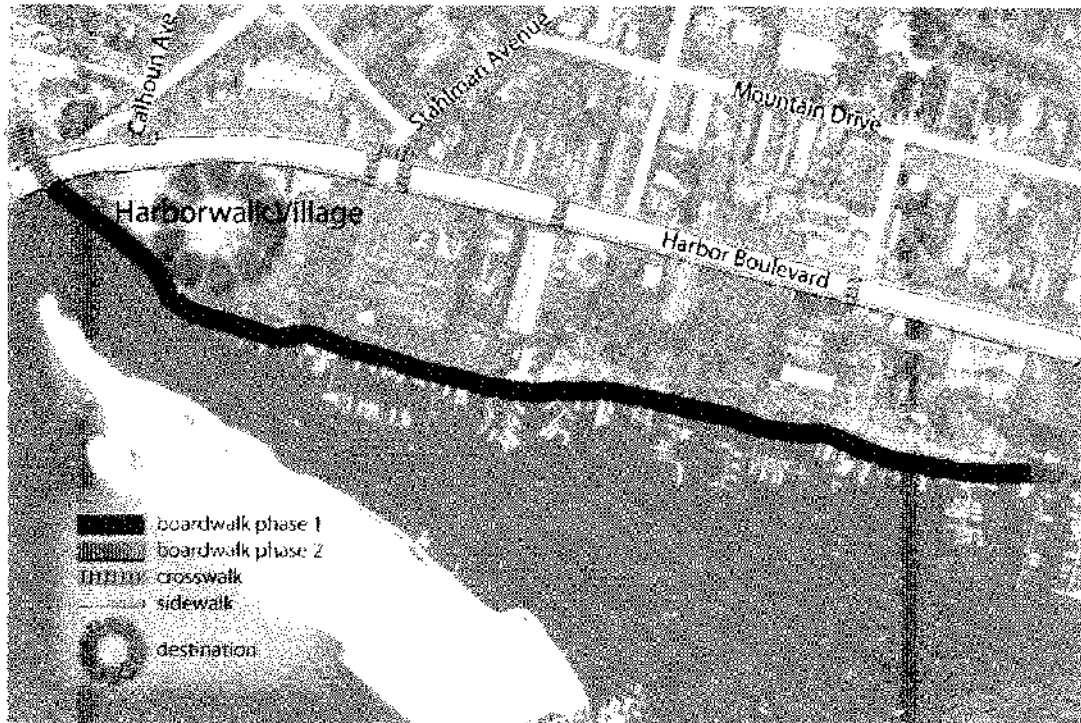 Calhoun Ave
Stahlman Avenue
Mountain Drive
Harborwalk Village
Harbor Boulevard
boardwalk phase 1
boardwalk phase 2
crosswalk
sidewalk
destination